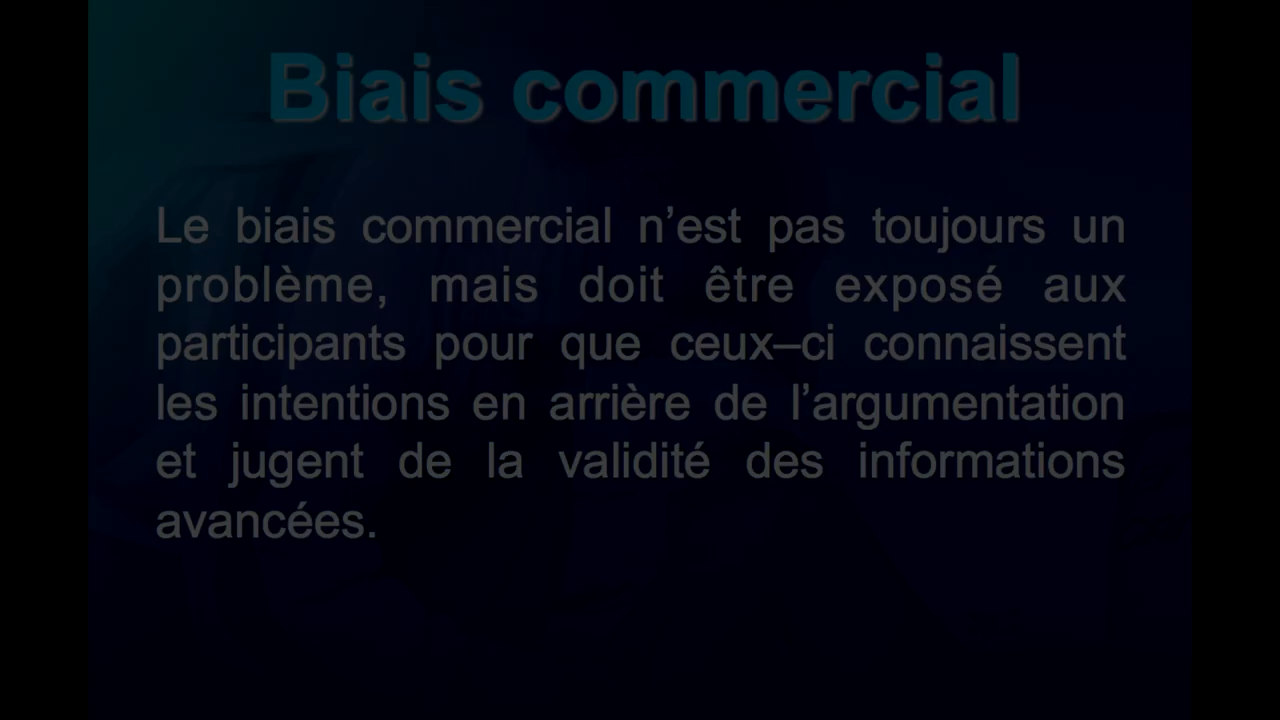 Biais commercial
Le biais commercial n’est pas toujours un
problème, mais doit être exposé aux
participants pour que ceux–ci connaissent
les intentions en arrière de l’argumentation
et jugent de la validité des informations
avancées.